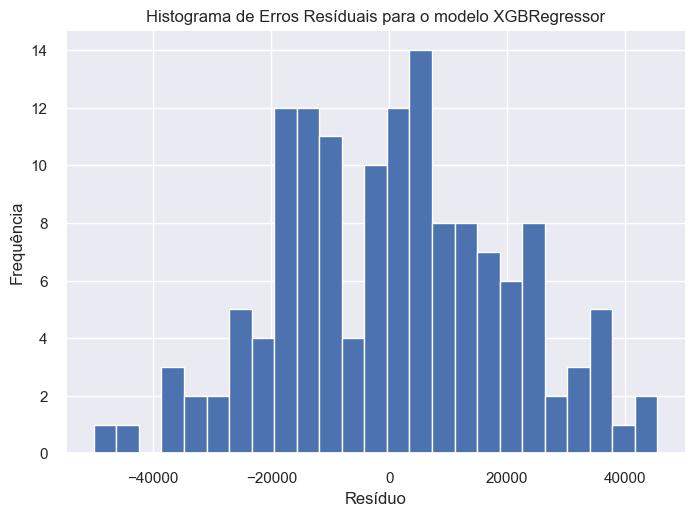 Histograma de Erros Resíduais para o modelo XGBRegressor
14
12
10
8
6
4
2
0
Frequência
−40000 −20000 0 20000 40000
Resíduo